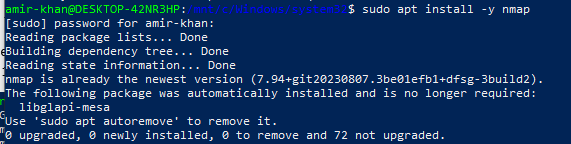 amir-khan@DESKTOP-42NR3HP:/mnt/c/Windows/system32$ sudo apt install -y nmap
[sudo] password for amir-khan:
Reading package lists... Done
Building dependency tree... Done
Reading state information... Done
nmap is already the newest version (7.94+git20230807.3be01efb1+dfsg-3build2).
The following package was automatically installed and is no longer required:
  libglapi-mesa
Use 'sudo apt autoremove' to remove it.
0 upgraded, 0 newly installed, 0 to remove and 72 not upgraded.